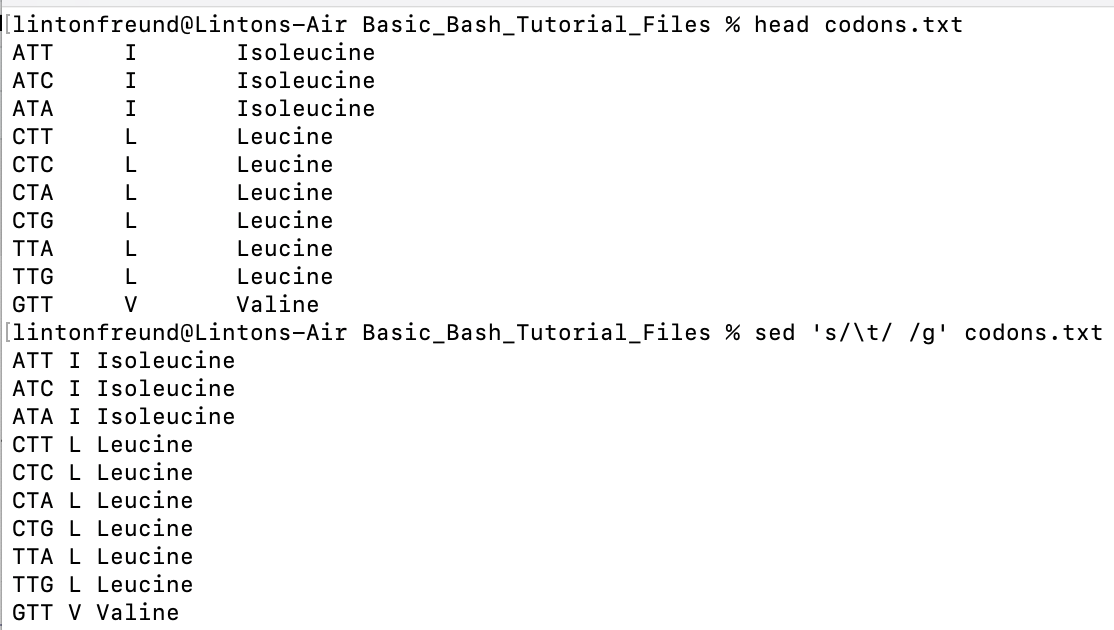 [lintonfreund@Lintons-Air Basic_Bash_Tutorial_Files % head codons.txt
ATT	I	Isoleucine
ATC	I	Isoleucine
ATA	I	Isoleucine
CTT	L	Leucine
CTC	L	Leucine
CTA	L	Leucine
CTG	L	Leucine
TTA	L	Leucine
TTG	L	Leucine
GTT	V	Valine
[lintonfreund@Lintons-Air Basic_Bash_Tutorial_Files % sed 's/\t/ /g' codons.txt
ATT I Isoleucine
ATC I Isoleucine
ATA I Isoleucine
CTT L Leucine
CTC L Leucine
CTA L Leucine
CTG L Leucine
TTA L Leucine
TTG L Leucine
GTT V Valine